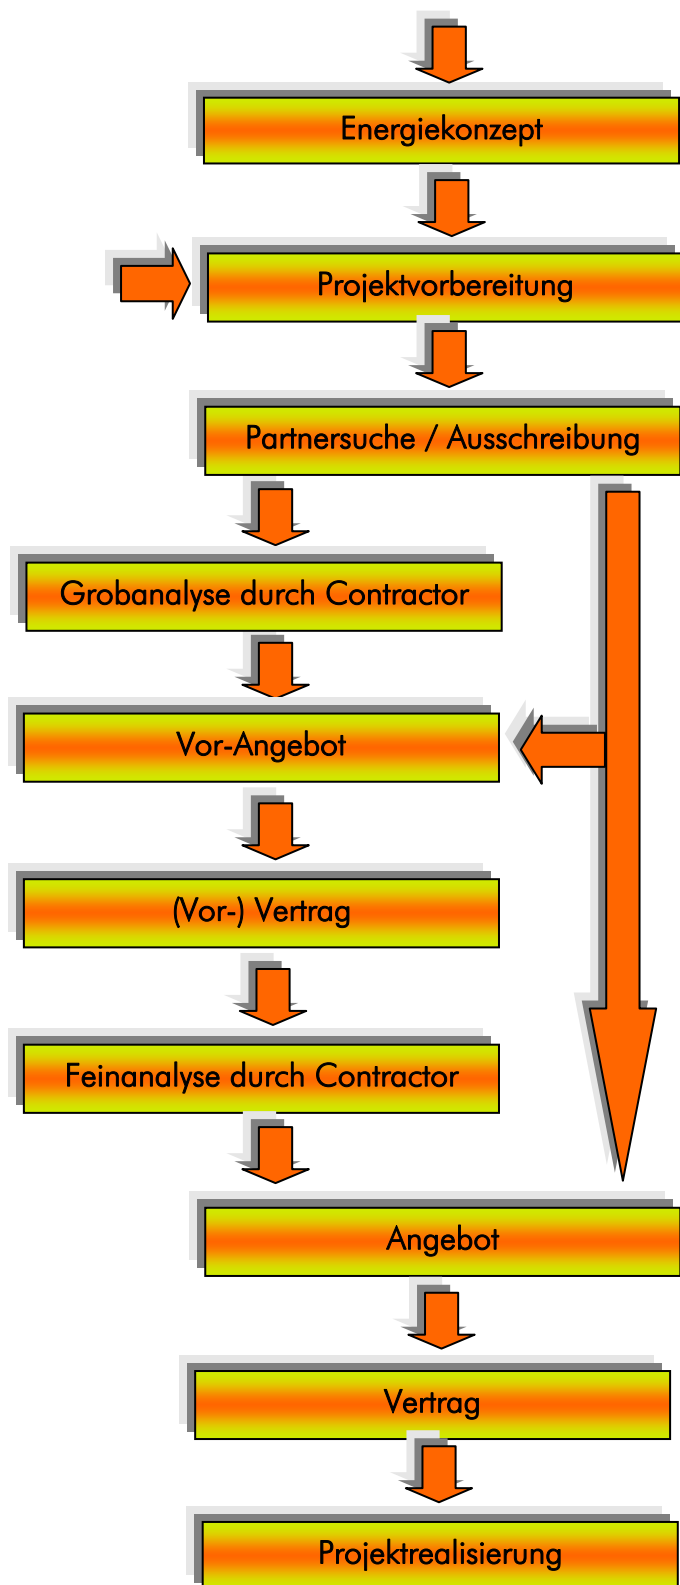 Energiekonzept
Projektvorbereitung
Partnersuche / Ausschreibung
Grobanalyse durch Contractor
Vor-Angebot
(Vor-) Vertrag
Feinanalyse durch Contractor
Angebot
Vertrag
Projektrealisierung